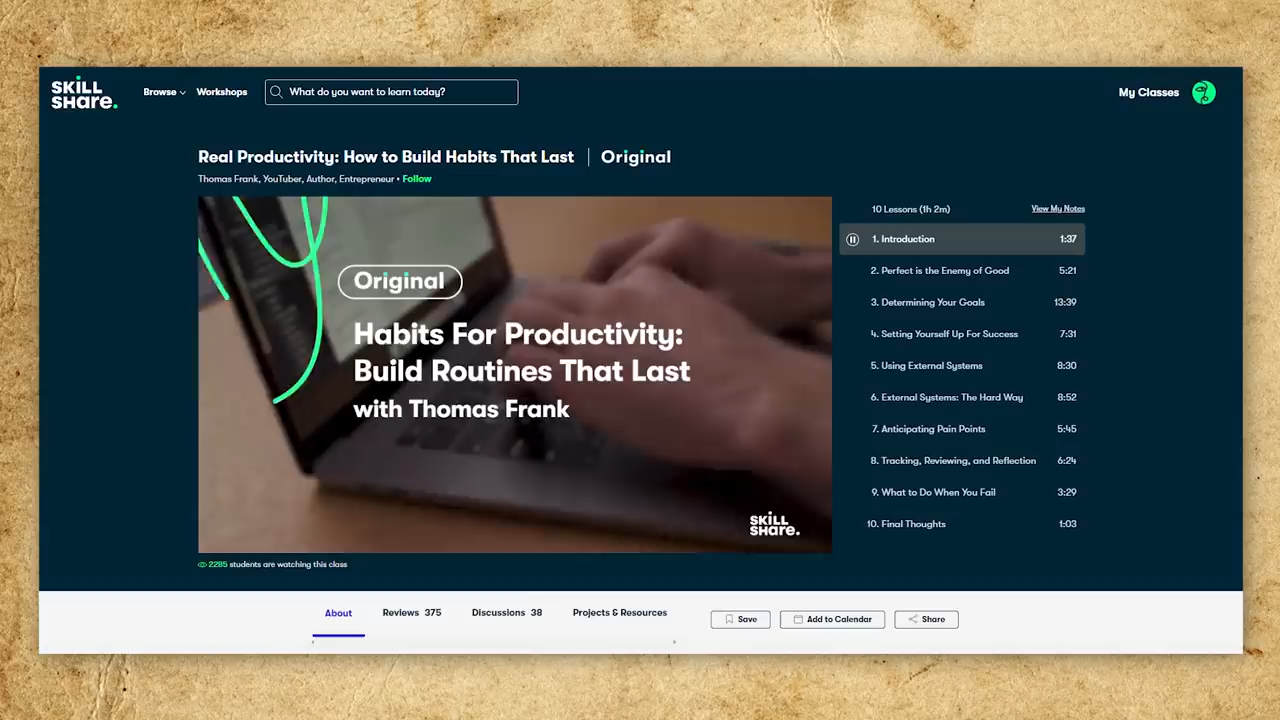 SKILL
SHARE.
Browse
Workshops
What do you want to learn today?
My Classes
Real Productivity: How to Build Habits That Last | Original
Thomas Frank, YouTuber, Author, Entrepreneur • Follow
Original
Habits For Productivity:
Build Routines That Last
with Thomas Frank
SKILL
SHARE.
2285 students are watching this class
10 Lessons (1h 2m) View My Notes
1. Introduction 1:37
2. Perfect is the Enemy of Good 5:21
3. Determining Your Goals 13:39
4. Setting Yourself Up For Success 7:31
5. Using External Systems 8:30
6. External Systems: The Hard Way 8:52
7. Anticipating Pain Points 5:45
8. Tracking, Reviewing, and Reflection 6:24
9. What to Do When You Fail 3:29
10. Final Thoughts 1:03
About
Reviews 375
Discussions 38
Projects & Resources
Save
Add to Calendar
Share